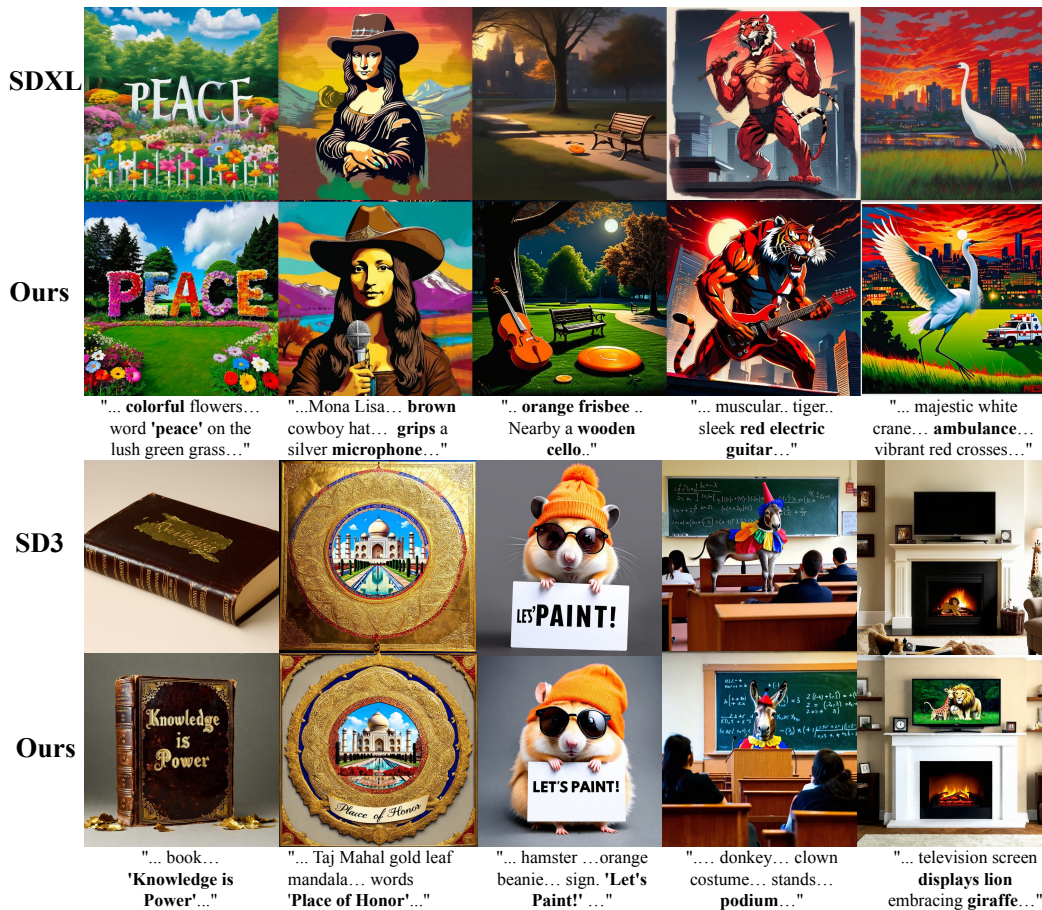 SDXL
PEACE
Ours
PEACE
MES
"... colorful flowers…
word 'peace' on the
lush green grass…"
"...Mona Lisa… brown
cowboy hat… grips a
silver microphone…"
".. orange frisbee ..
Nearby a wooden
cello.."
"... muscular.. tiger..
sleek red electric
guitar…"
"... majestic white
crane… ambulance…
vibrant red crosses…"
SD3
LET'S PAINT!
Ours
Knowledge
is
Power
Plaice of Honor
LET'S PAINT!
"... book…
'Knowledge is
Power'..."
"... Taj Mahal gold leaf
mandala… words
'Place of Honor'..."
"... hamster …orange
beanie… sign. 'Let's
Paint!' …"
"…. donkey… clown
costume… stands…
podium…"
"... television screen
displays lion
embracing giraffe…"